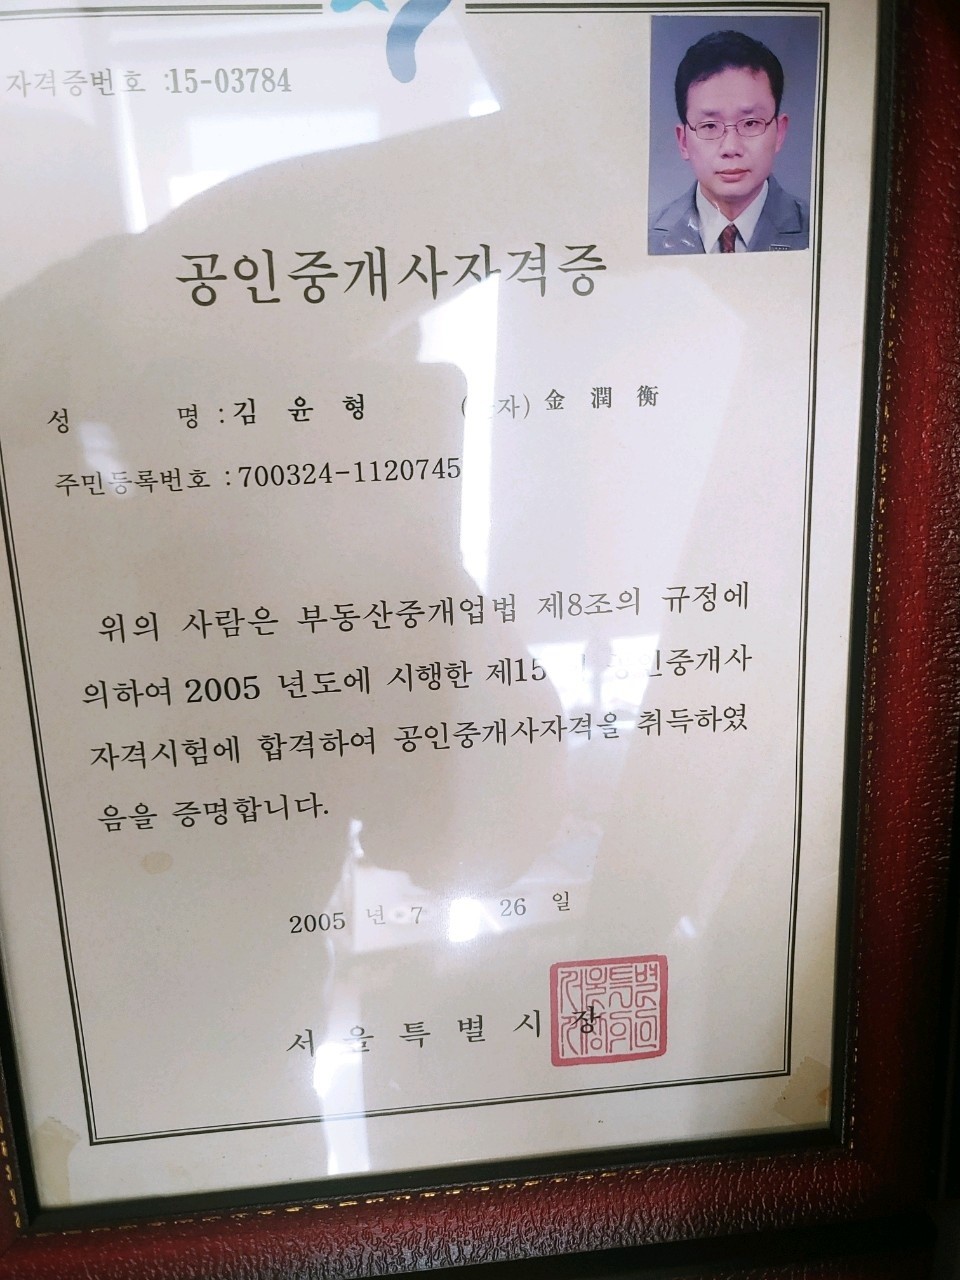 자격증번호 :15-03784
공인중개사자격증
성 명 : 김 윤 형 ( 자) 金 潤 衡
주민등록번호 : 700324-1120745
위의 사람은 부동산중개업법 제8조의 규정에
의하여 2005 년도에 시행한 제15 공인중개사
자격시험에 합격하여 공인중개사자격을 취득하였
음을 증명합니다.
2005 년 7 26 일
서 울 특 별 시 장